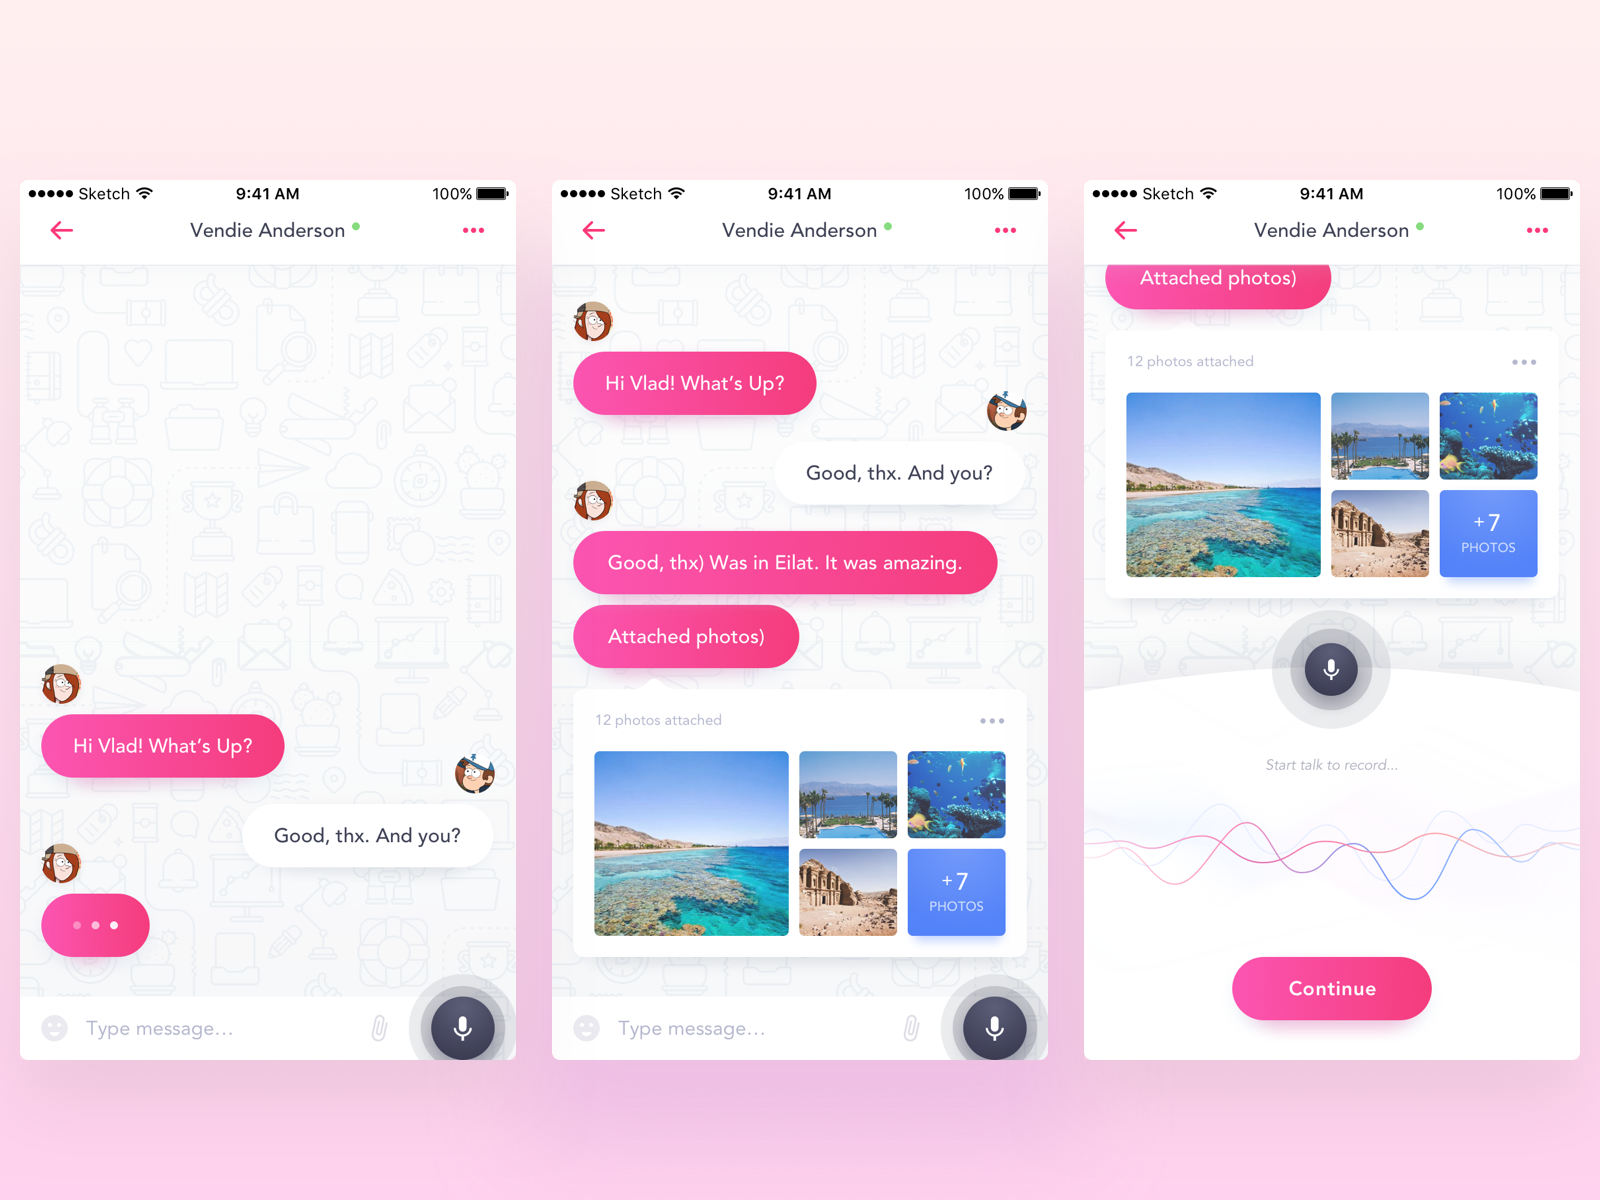 Sketch 9:41 AM 100%
Vendie Anderson
Hi Vlad! What's Up?
Good, thx. And you?
Type message...
Sketch 9:41 AM 100%
Vendie Anderson
Hi Vlad! What's Up?
Good, thx. And you?
Good, thx) Was in Eilat. It was amazing.
Attached photos)
12 photos attached
+7
PHOTOS
Type message...
Sketch 9:41 AM 100%
Vendie Anderson
Attached photos)
12 photos attached
+7
PHOTOS
Start talk to record...
Continue